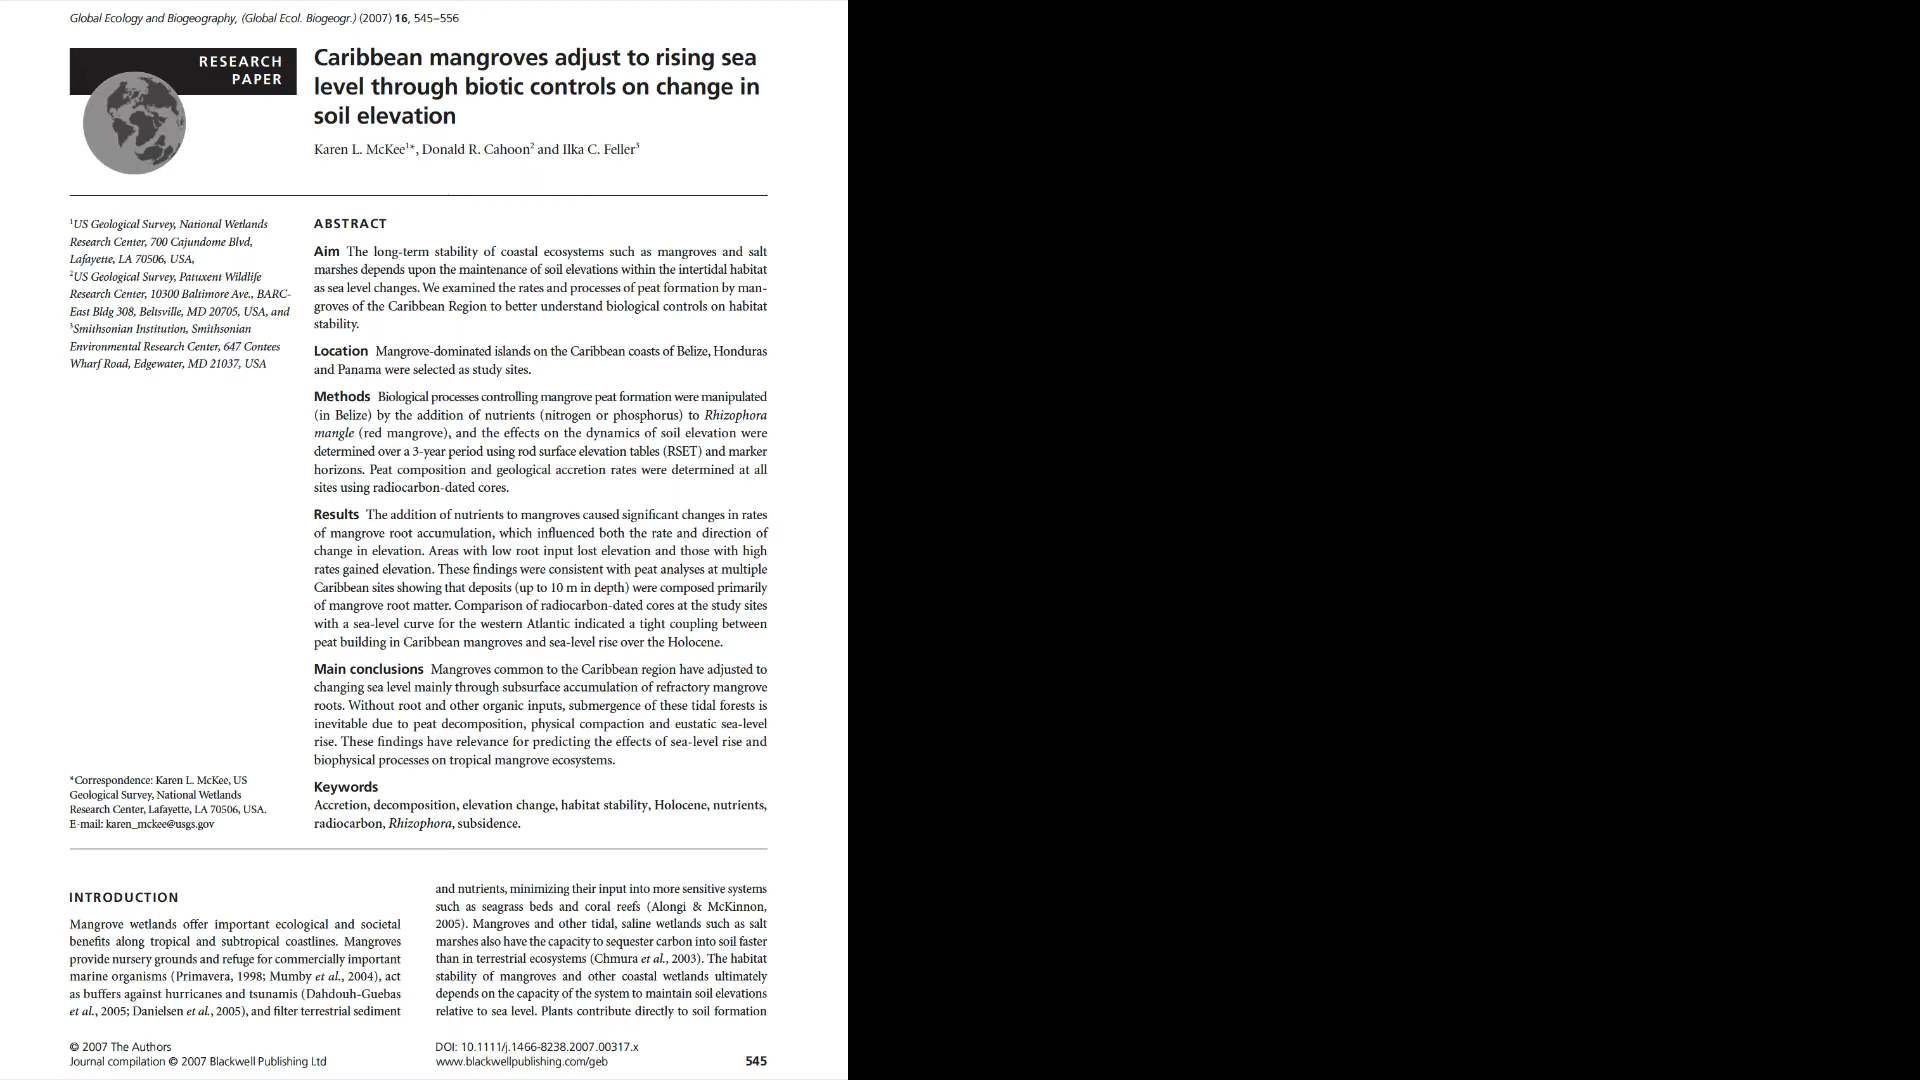 Global Ecology and Biogeography, (Global Ecol. Biogeogr.) (2007) 16, 545–556
RESEARCH
PAPER
Caribbean mangroves adjust to rising sea
level through biotic controls on change in
soil elevation
Karen L. McKee1*, Donald R. Cahoon2 and Ilka C. Feller3
1US Geological Survey, National Wetlands
Research Center, 700 Cajundome Blvd,
Lafayette, LA 70506, USA,
2US Geological Survey, Patuxent Wildlife
Research Center, 10300 Baltimore Ave., BARC-
East Bldg 308, Beltsville, MD 20705, USA, and
3Smithsonian Institution, Smithsonian
Environmental Research Center, 647 Contees
Wharf Road, Edgewater, MD 21037, USA
*Correspondence: Karen L. McKee, US
Geological Survey, National Wetlands
Research Center, Lafayette, LA 70506, USA.
E-mail: karen_mckee@usgs.gov
ABSTRACT
Aim The long-term stability of coastal ecosystems such as mangroves and salt
marshes depends upon the maintenance of soil elevations within the intertidal habitat
as sea level changes. We examined the rates and processes of peat formation by man-
groves of the Caribbean Region to better understand biological controls on habitat
stability.
Location Mangrove-dominated islands on the Caribbean coasts of Belize, Honduras
and Panama were selected as study sites.
Methods Biological processes controlling mangrove peat formation were manipulated
(in Belize) by the addition of nutrients (nitrogen or phosphorus) to Rhizophora
mangle (red mangrove), and the effects on the dynamics of soil elevation were
determined over a 3-year period using rod surface elevation tables (RSET) and marker
horizons. Peat composition and geological accretion rates were determined at all
sites using radiocarbon-dated cores.
Results The addition of nutrients to mangroves caused significant changes in rates
of mangrove root accumulation, which influenced both the rate and direction of
change in elevation. Areas with low root input lost elevation and those with high
rates gained elevation. These findings were consistent with peat analyses at multiple
Caribbean sites showing that deposits (up to 10 m in depth) were composed primarily
of mangrove root matter. Comparison of radiocarbon-dated cores at the study sites
with a sea-level curve for the western Atlantic indicated a tight coupling between
peat building in Caribbean mangroves and sea-level rise over the Holocene.
Main conclusions Mangroves common to the Caribbean region have adjusted to
changing sea level mainly through subsurface accumulation of refractory mangrove
roots. Without root and other organic inputs, submergence of these tidal forests is
inevitable due to peat decomposition, physical compaction and eustatic sea-level
rise. These findings have relevance for predicting the effects of sea-level rise and
biophysical processes on tropical mangrove ecosystems.
Keywords
Accretion, decomposition, elevation change, habitat stability, Holocene, nutrients,
radiocarbon, Rhizophora, subsidence.
INTRODUCTION
Mangrove wetlands offer important ecological and societal
benefits along tropical and subtropical coastlines. Mangroves
provide nursery grounds and refuge for commercially important
marine organisms (Primavera, 1998; Mumby et al., 2004), act
as buffers against hurricanes and tsunamis (Dahdouh-Guebas
et al., 2005; Danielsen et al., 2005), and filter terrestrial sediment
and nutrients, minimizing their input into more sensitive systems
such as seagrass beds and coral reefs (Alongi & McKinnon,
2005). Mangroves and other tidal, saline wetlands such as salt
marshes also have the capacity to sequester carbon into soil faster
than in terrestrial ecosystems (Chmura et al., 2003). The habitat
stability of mangroves and other coastal wetlands ultimately
depends on the capacity of the system to maintain soil elevations
relative to sea level. Plants contribute directly to soil formation
© 2007 The Authors
Journal compilation © 2007 Blackwell Publishing Ltd
DOI: 10.1111/j.1466-8238.2007.00317.x
www.blackwellpublishing.com/geb
545